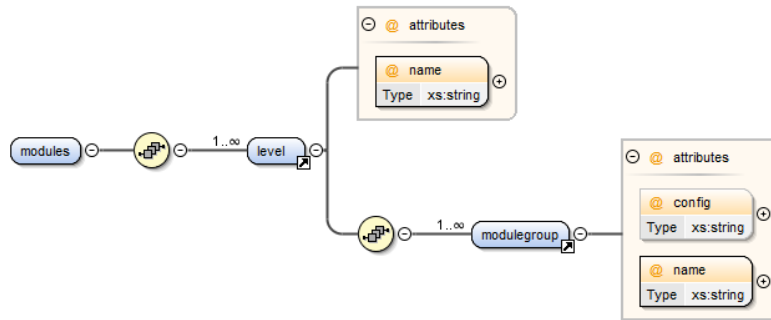 @ attributes
@ name
Type xs:string
modules
1..∞
level
1..∞
modulegroup
@ attributes
@ config
Type xs:string
@ name
Type xs:string